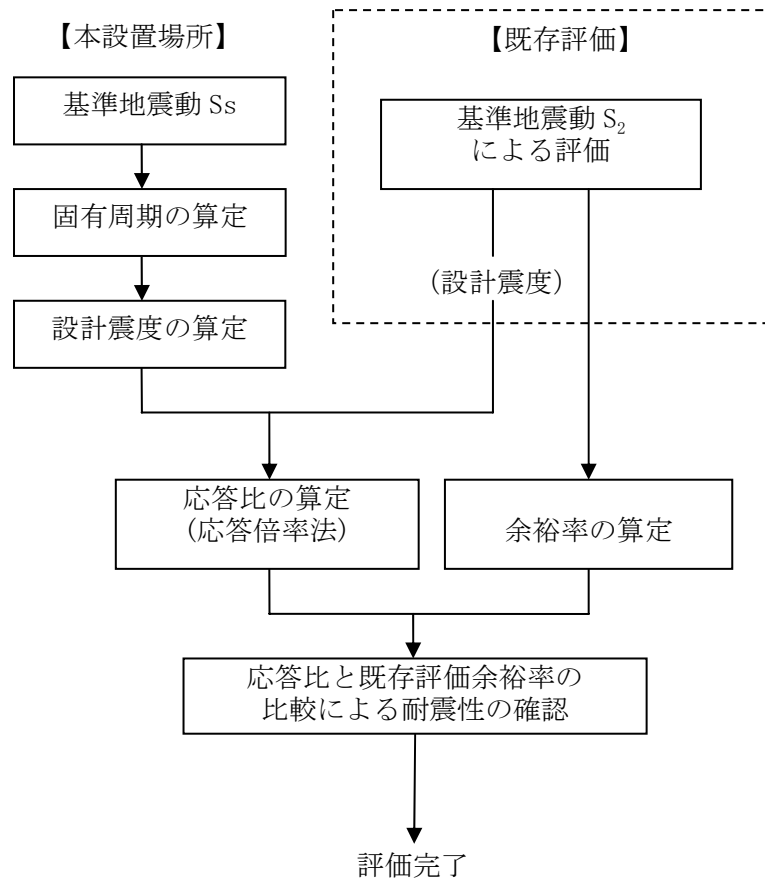 【本設置場所】
【既存評価】
基準地震動 Ss
基準地震動 S₂
による評価
固有周期の算定
(設計震度)
設計震度の算定
応答比の算定
(応答倍率法)
余裕率の算定
応答比と既存評価余裕率の
比較による耐震性の確認
評価完了